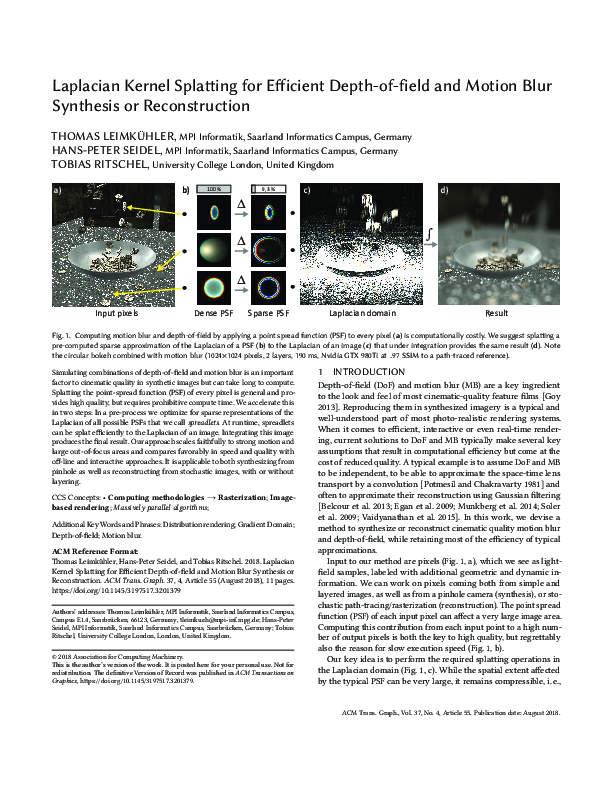 Laplacian Kernel Splatting for Efficient Depth-of-field and Motion Blur
Synthesis or Reconstruction
THOMAS LEIMKÜHLER, MPI Informatik, Saarland Informatics Campus, Germany
HANS-PETER SEIDEL, MPI Informatik, Saarland Informatics Campus, Germany
TOBIAS RITSCHEL, University College London, United Kingdom
a)
b)
100%
0,3%
c)
d)
Δ
Δ
Δ
∫
Input pixels
Dense PSF
Sparse PSF
Laplacian domain
Result
Fig. 1. Computing motion blur and depth-of-field by applying a point spread function (PSF) to every pixel (a) is computationally costly. We suggest splatting a
pre-computed sparse approximation of the Laplacian of a PSF (b) to the Laplacian of an image (c) that under integration provides the same result (d). Note
the circular bokeh combined with motion blur (1024×1024 pixels, 2 layers, 190 ms, Nvidia GTX 980Ti at .97 SSIM to a path-traced reference).
Simulating combinations of depth-of-field and motion blur is an important
factor to cinematic quality in synthetic images but can take long to compute.
Splatting the point-spread function (PSF) of every pixel is general and pro-
vides high quality, but requires prohibitive compute time. We accelerate this
in two steps: In a pre-process we optimize for sparse representations of the
Laplacian of all possible PSFs that we call spreadlets. At runtime, spreadlets
can be splat efficiently to the Laplacian of an image. Integrating this image
produces the final result. Our approach scales faithfully to strong motion and
large out-of-focus areas and compares favorably in speed and quality with
off-line and interactive approaches. It is applicable to both synthesizing from
pinhole as well as reconstructing from stochastic images, with or without
layering.
CCS Concepts: • Computing methodologies → Rasterization; Image-
based rendering; Massively parallel algorithms;
Additional Key Words and Phrases: Distribution rendering; Gradient Domain;
Depth-of-field; Motion blur.
ACM Reference Format:
Thomas Leimkühler, Hans-Peter Seidel, and Tobias Ritschel. 2018. Laplacian
Kernel Splatting for Efficient Depth-of-field and Motion Blur Synthesis or
Reconstruction. ACM Trans. Graph. 37, 4, Article 55 (August 2018), 11 pages.
https://doi.org/10.1145/3197517.3201379
Authors' addresses: Thomas Leimkühler, MPI Informatik, Saarland Informatics Campus,
Campus E1.4, Saarbrücken, 66123, Germany, tleimkueh@mpi-inf.mpg.de; Hans-Peter
Seidel, MPI Informatik, Saarland Informatics Campus, Saarbrücken, Germany; Tobias
Ritschel, University College London, London, United Kingdom.
© 2018 Association for Computing Machinery.
This is the author's version of the work. It is posted here for your personal use. Not for
redistribution. The definitive Version of Record was published in ACM Transactions on
Graphics, https://doi.org/10.1145/3197517.3201379.
1 INTRODUCTION
Depth-of-field (DoF) and motion blur (MB) are a key ingredient
to the look and feel of most cinematic-quality feature films [Goy
2013]. Reproducing them in synthesized imagery is a typical and
well-understood part of most photo-realistic rendering systems.
When it comes to efficient, interactive or even real-time render-
ing, current solutions to DoF and MB typically make several key
assumptions that result in computational efficiency but come at the
cost of reduced quality. A typical example is to assume DoF and MB
to be independent, to be able to approximate the space-time lens
transport by a convolution [Potmesil and Chakravarty 1981] and
often to approximate their reconstruction using Gaussian filtering
[Belcour et al. 2013; Egan et al. 2009; Munkberg et al. 2014; Soler
et al. 2009; Vaidyanathan et al. 2015]. In this work, we devise a
method to synthesize or reconstruct cinematic quality motion blur
and depth-of-field, while retaining most of the efficiency of typical
approximations.
Input to our method are pixels (Fig. 1, a), which we see as light-
field samples, labeled with additional geometric and dynamic in-
formation. We can work on pixels coming both from simple and
layered images, as well as from a pinhole camera (synthesis), or sto-
chastic path-tracing/rasterization (reconstruction). The point spread
function (PSF) of each input pixel can affect a very large image area.
Computing this contribution from each input point to a high num-
ber of output pixels is both the key to high quality, but regrettably
also the reason for slow execution speed (Fig. 1, b).
Our key idea is to perform the required splatting operations in
the Laplacian domain (Fig. 1, c). While the spatial extent affected
by the typical PSF can be very large, it remains compressible, i.e.,
ACM Trans. Graph., Vol. 37, No. 4, Article 55. Publication date: August 2018.